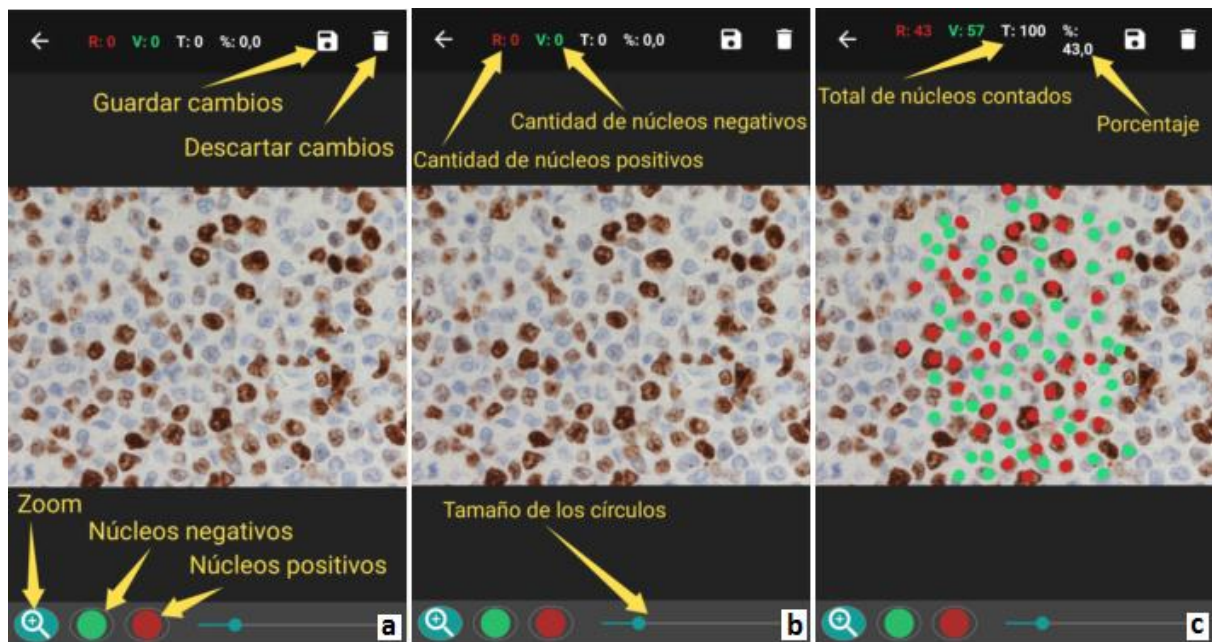 R: 0 V: 0 T: 0 %: 0,0
Guardar cambios
Descartar cambios
Zoom
Núcleos negativos
Núcleos positivos
a
R: 0 V: 0 T: 0 %: 0,0
Cantidad de núcleos negativos
Cantidad de núcleos positivos
Tamaño de los círculos
b
R: 43 V: 57 T: 100 %:
43,0
Total de núcleos contados
Porcentaje
c